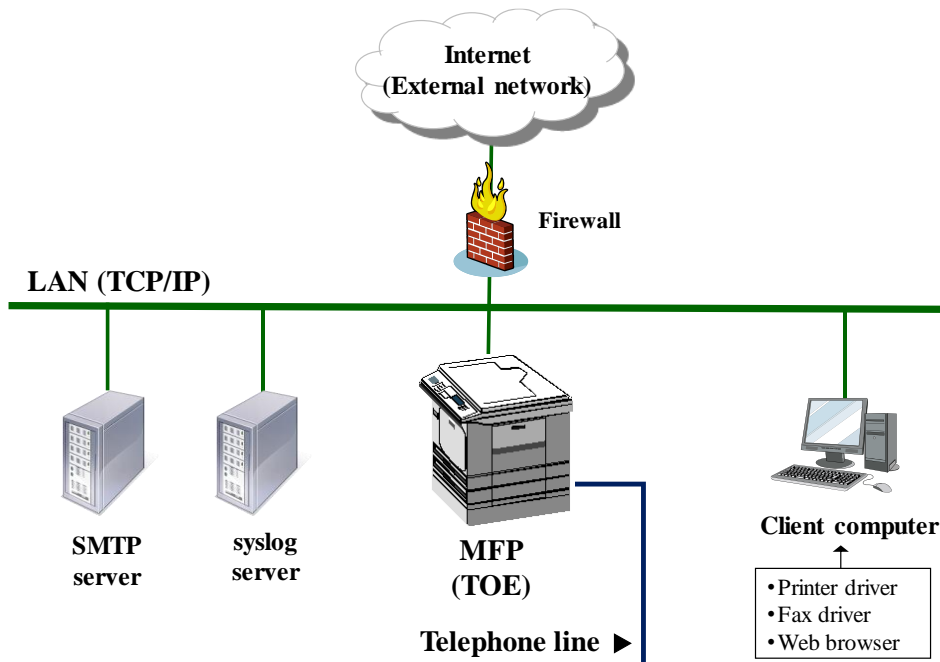 Internet
(External network)
Firewall
LAN (TCP/IP)
SMTP
server
syslog
server
MFP
(TOE)
Client computer
•Printer driver
•Fax driver
•Web browser
Telephone line